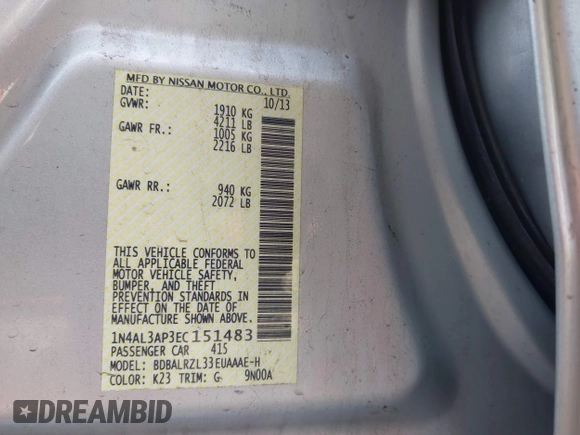 MFD BY NISSAN MOTOR CO., LTD.
DATE: 10/13
GVWR: 1910 KG
4211 LB
GAWR FR.: 1005 KG
2216 LB
GAWR RR.: 940 KG
2072 LB
THIS VEHICLE CONFORMS TO
ALL APPLICABLE FEDERAL
MOTOR VEHICLE SAFETY,
BUMPER, AND THEFT
PREVENTION STANDARDS IN
EFFECT ON THE DATE OF
MANUFACTURE SHOWN ABOVE.
1N4AL3AP3EC151483
PASSENGER CAR 415
MODEL: BDBALRZL33EUAAAE-H
COLOR: K23 TRIM: G 9N00A
DREAMBID